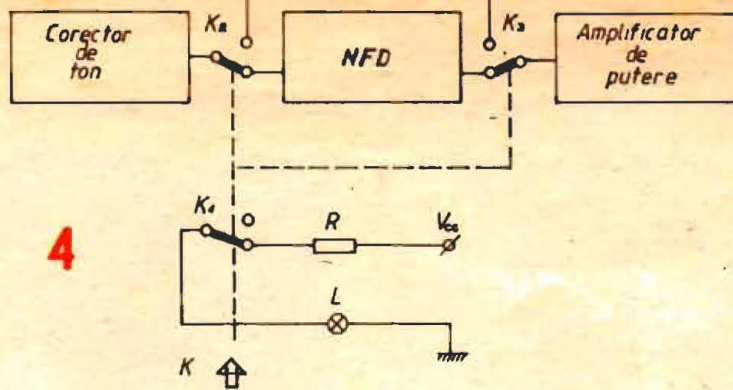 Corector
de
ton
K2
NFD
K3
Amplificator
de
putere
4
K1
R
Vcc
L
K